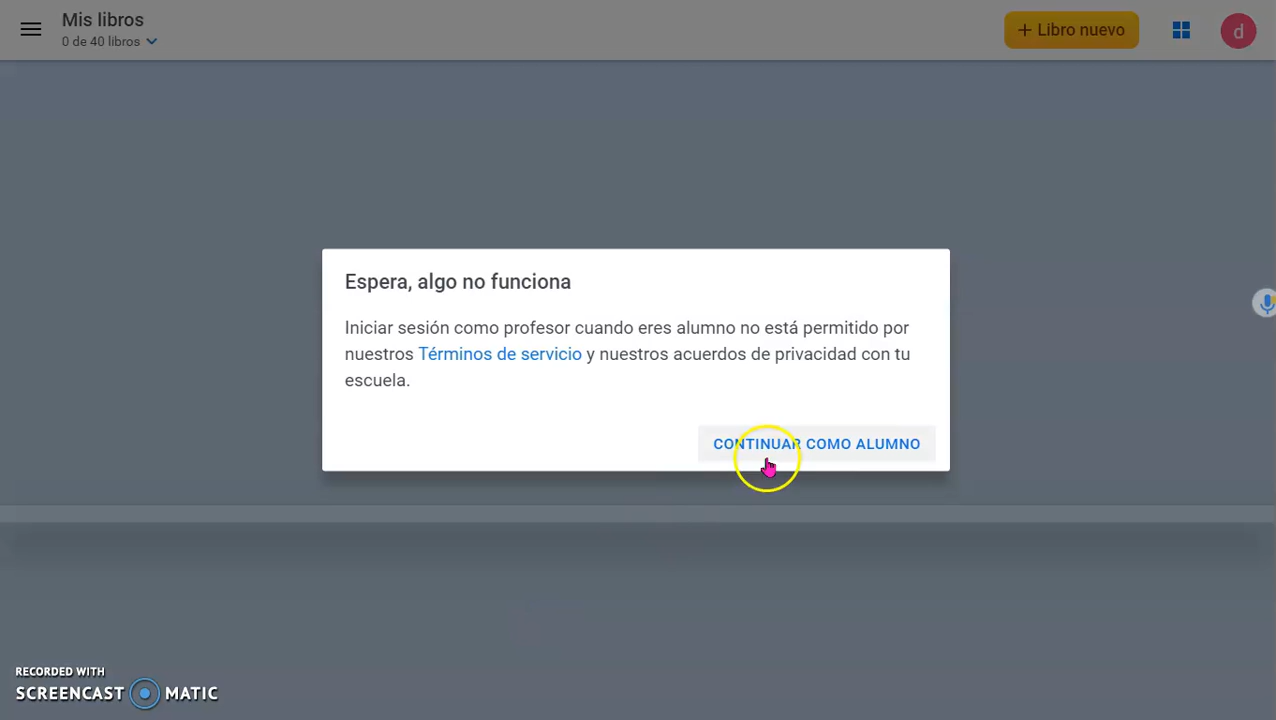 Mis libros
0 de 40 libros
+ Libro nuevo
d
Espera, algo no funciona
Iniciar sesión como profesor cuando eres alumno no está permitido por
nuestros Términos de servicio y nuestros acuerdos de privacidad con tu
escuela.
CONTINUAR COMO ALUMNO
RECORDED WITH
SCREENCAST MATIC